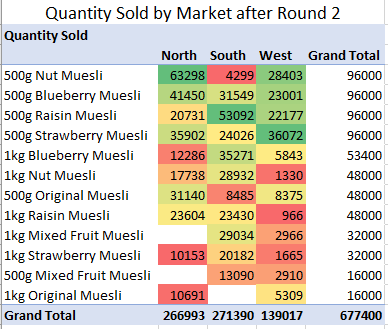 Quantity Sold by Market after Round 2
Quantity Sold
North South West Grand Total
500g Nut Muesli 63298 4299 28403 96000
500g Blueberry Muesli 41450 31549 23001 96000
500g Raisin Muesli 20731 53092 22177 96000
500g Strawberry Muesli 35902 24026 36072 96000
1kg Blueberry Muesli 12286 35271 5843 53400
1kg Nut Muesli 17738 28932 1330 48000
500g Original Muesli 31140 8485 8375 48000
1kg Raisin Muesli 23604 23430 966 48000
1kg Mixed Fruit Muesli 29034 2966 32000
1kg Strawberry Muesli 10153 20182 1665 32000
500g Mixed Fruit Muesli 13090 2910 16000
1kg Original Muesli 10691 5309 16000
Grand Total 266993 271390 139017 677400